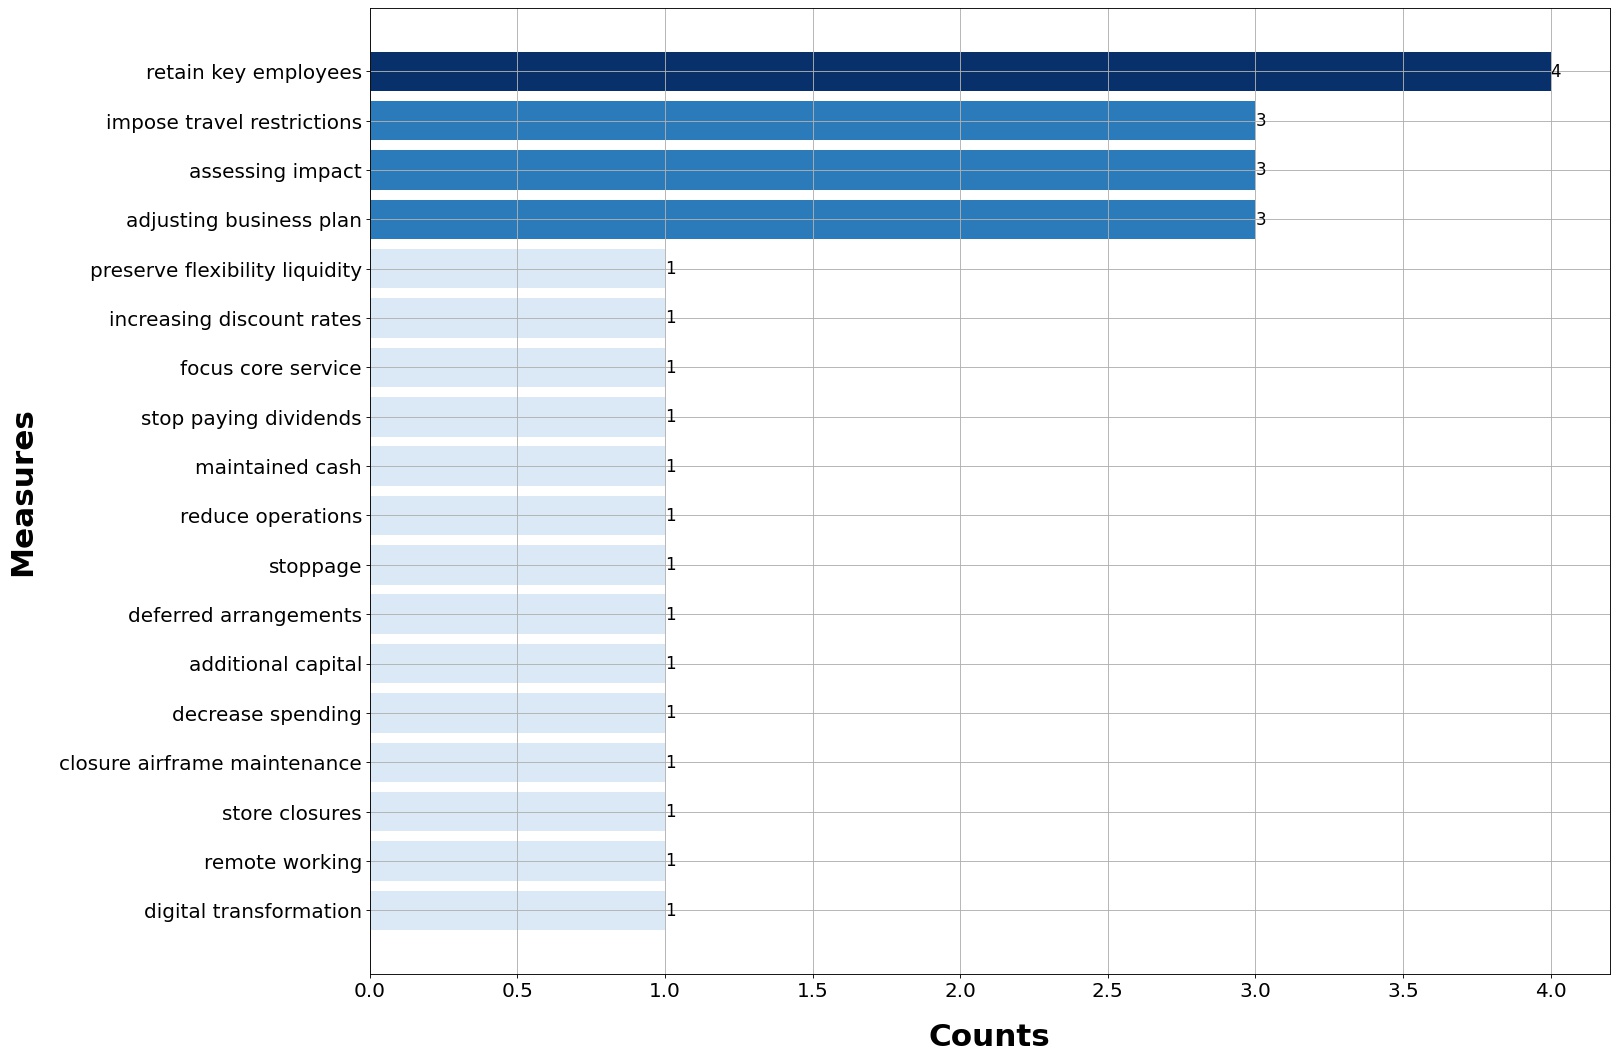 retain key employees 4
impose travel restrictions 3
assessing impact 3
adjusting business plan 3
preserve flexibility liquidity 1
increasing discount rates 1
focus core service 1
stop paying dividends 1
maintained cash 1
reduce operations 1
stoppage 1
deferred arrangements 1
additional capital 1
decrease spending 1
closure airframe maintenance 1
store closures 1
remote working 1
digital transformation 1
Measures
0.0 0.5 1.0 1.5 2.0 2.5 3.0 3.5 4.0
Counts